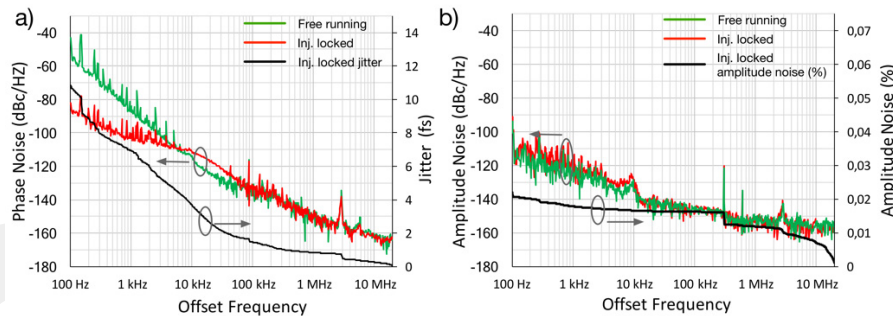 a)
Free running
Inj. locked
Inj. locked jitter
Phase Noise (dBc/HZ)
-40
-60
-80
-100
-120
-140
-160
-180
14
12
10
8
6
4
2
0
Jitter (fs)
100 Hz
1 kHz
10 kHz
100 kHz
1 MHz
10 MHz
Offset Frequency
b)
Free running
Inj. locked
Inj. locked
amplitude noise (%)
Amplitude Noise (dBc/HZ)
-40
-60
-80
-100
-120
-140
-160
-180
0,07
0,06
0,05
0,04
0,03
0,02
0,01
0
Amplitude Noise (%)
100 Hz
1 kHz
10 kHz
100 kHz
1 MHz
10 MHz
Offset Frequency